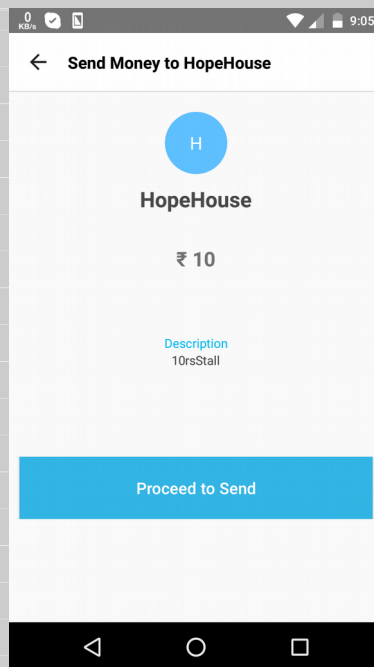 0
KB/s
9:05
Send Money to HopeHouse
H
HopeHouse
₹ 10
Description
10rsStall
Proceed to Send